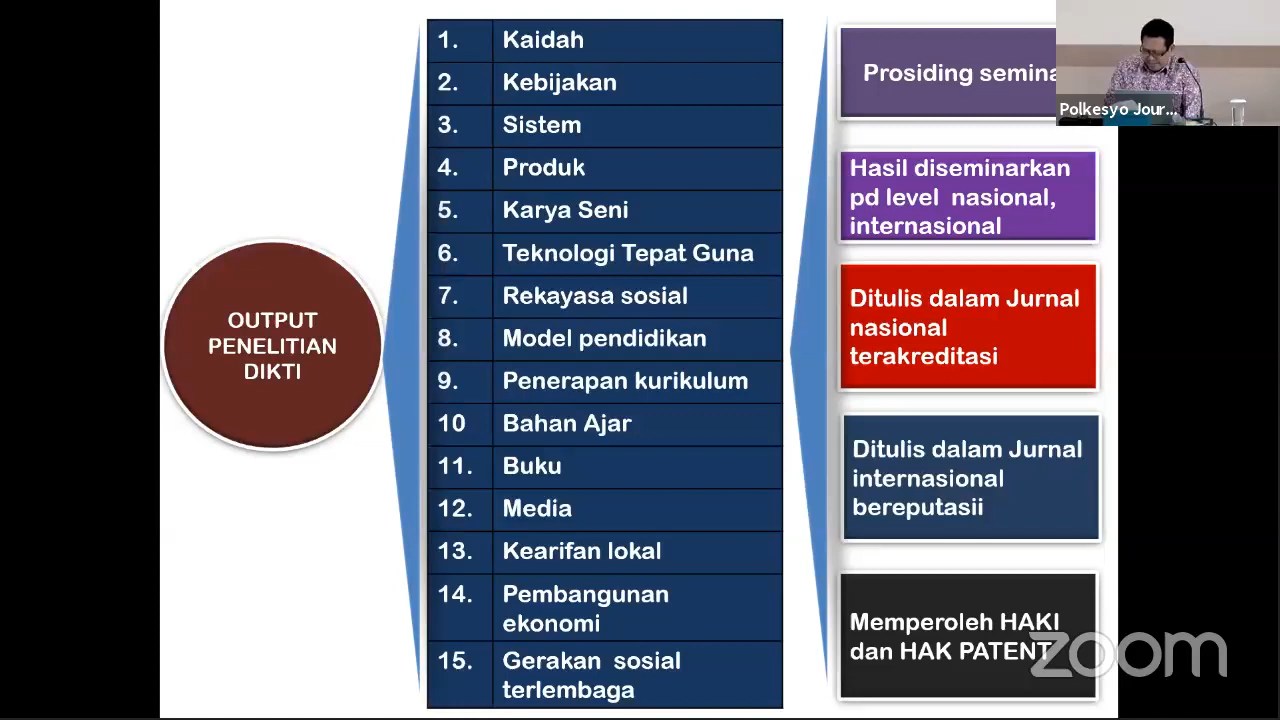 OUTPUT
PENELITIAN
DIKTI
1. Kaidah
2. Kebijakan
3. Sistem
4. Produk
5. Karya Seni
6. Teknologi Tepat Guna
7. Rekayasa sosial
8. Model pendidikan
9. Penerapan kurikulum
10 Bahan Ajar
11. Buku
12. Media
13. Kearifan lokal
14. Pembangunan
ekonomi
15. Gerakan sosial
terlembaga
Prosiding semina
Hasil diseminarkan
pd level nasional,
internasional
Ditulis dalam Jurnal
nasional
terakreditasi
Ditulis dalam Jurnal
internasional
bereputasii
Memperoleh HAKI
dan HAK PATENT
Polkesyo Jour...
zoom